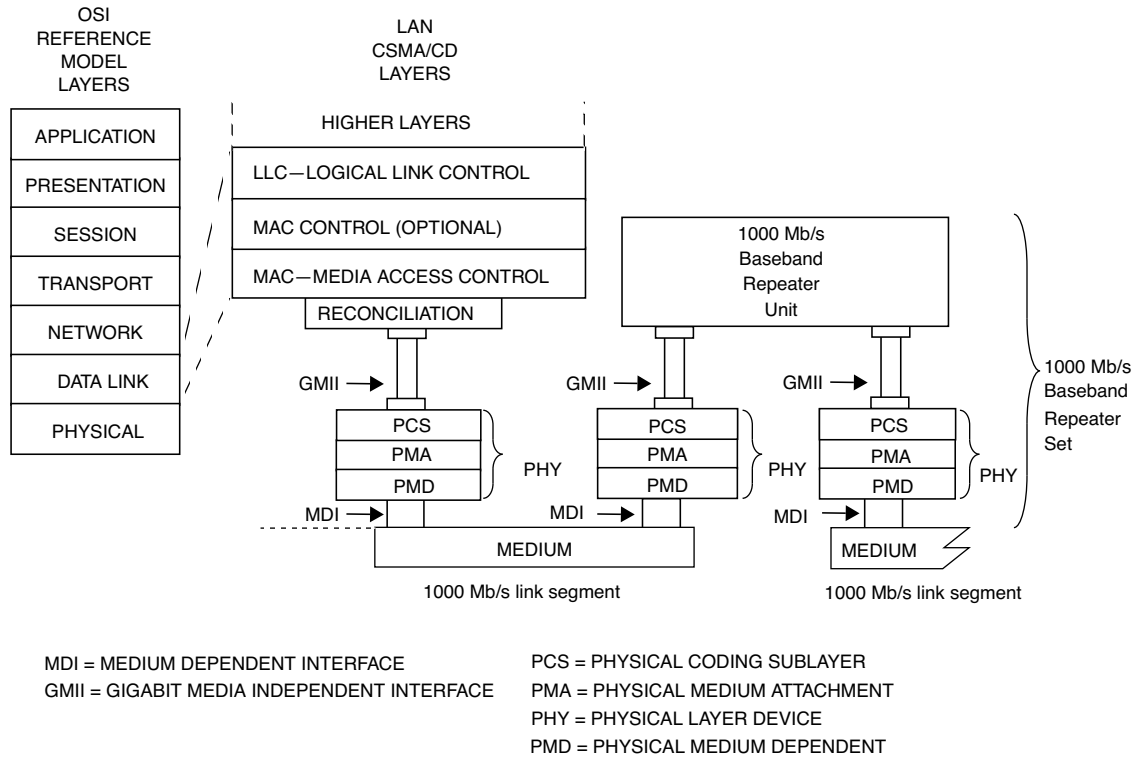 OSI
REFERENCE
MODEL
LAYERS
APPLICATION
PRESENTATION
SESSION
TRANSPORT
NETWORK
DATA LINK
PHYSICAL
LAN
CSMA/CD
LAYERS
HIGHER LAYERS
LLC—LOGICAL LINK CONTROL
MAC CONTROL (OPTIONAL)
MAC—MEDIA ACCESS CONTROL
RECONCILIATION
GMII
PCS
PMA
PMD
PHY
MDI
1000 Mb/s
Baseband
Repeater
Unit
GMII
PCS
PMA
PMD
PHY
MDI
GMII
PCS
PMA
PMD
PHY
MDI
1000 Mb/s
Baseband
Repeater
Set
MEDIUM
1000 Mb/s link segment
MEDIUM
1000 Mb/s link segment
MDI = MEDIUM DEPENDENT INTERFACE
GMII = GIGABIT MEDIA INDEPENDENT INTERFACE
PCS = PHYSICAL CODING SUBLAYER
PMA = PHYSICAL MEDIUM ATTACHMENT
PHY = PHYSICAL LAYER DEVICE
PMD = PHYSICAL MEDIUM DEPENDENT